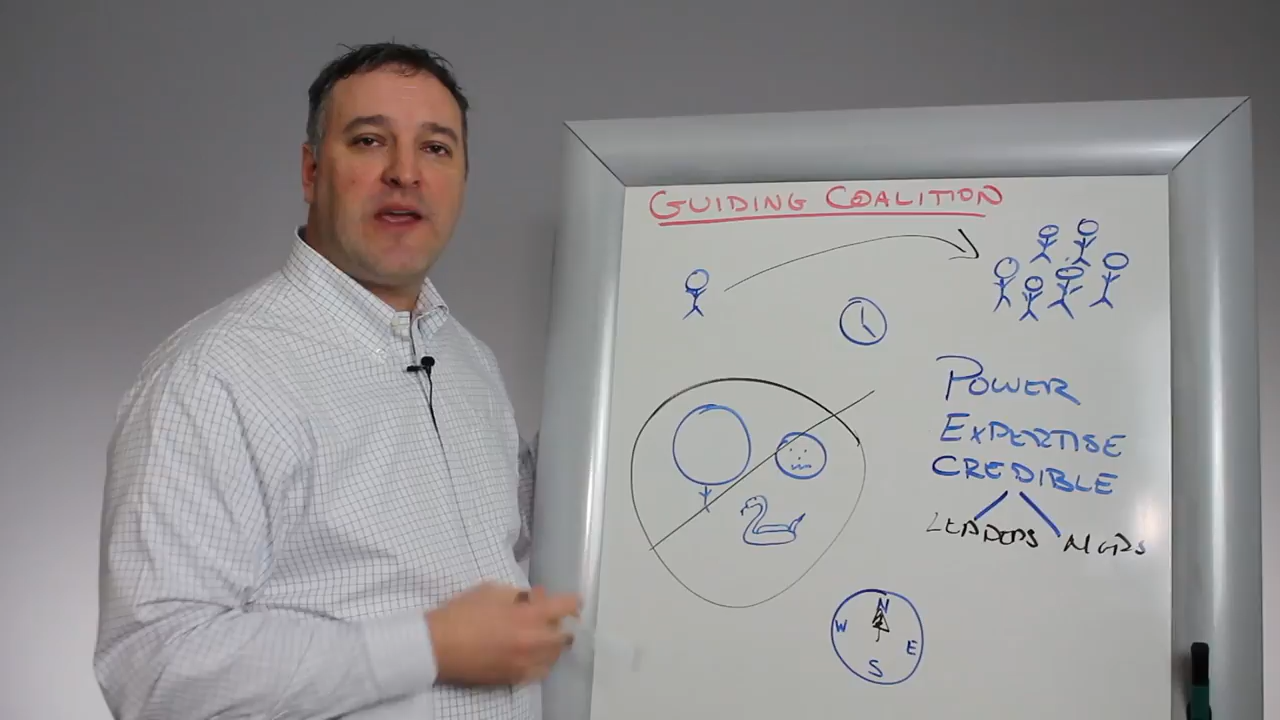 GUIDING COALITION
POWER
EXPERTISE
CREDIBLE
LEADERS MGRS
N
W E
S